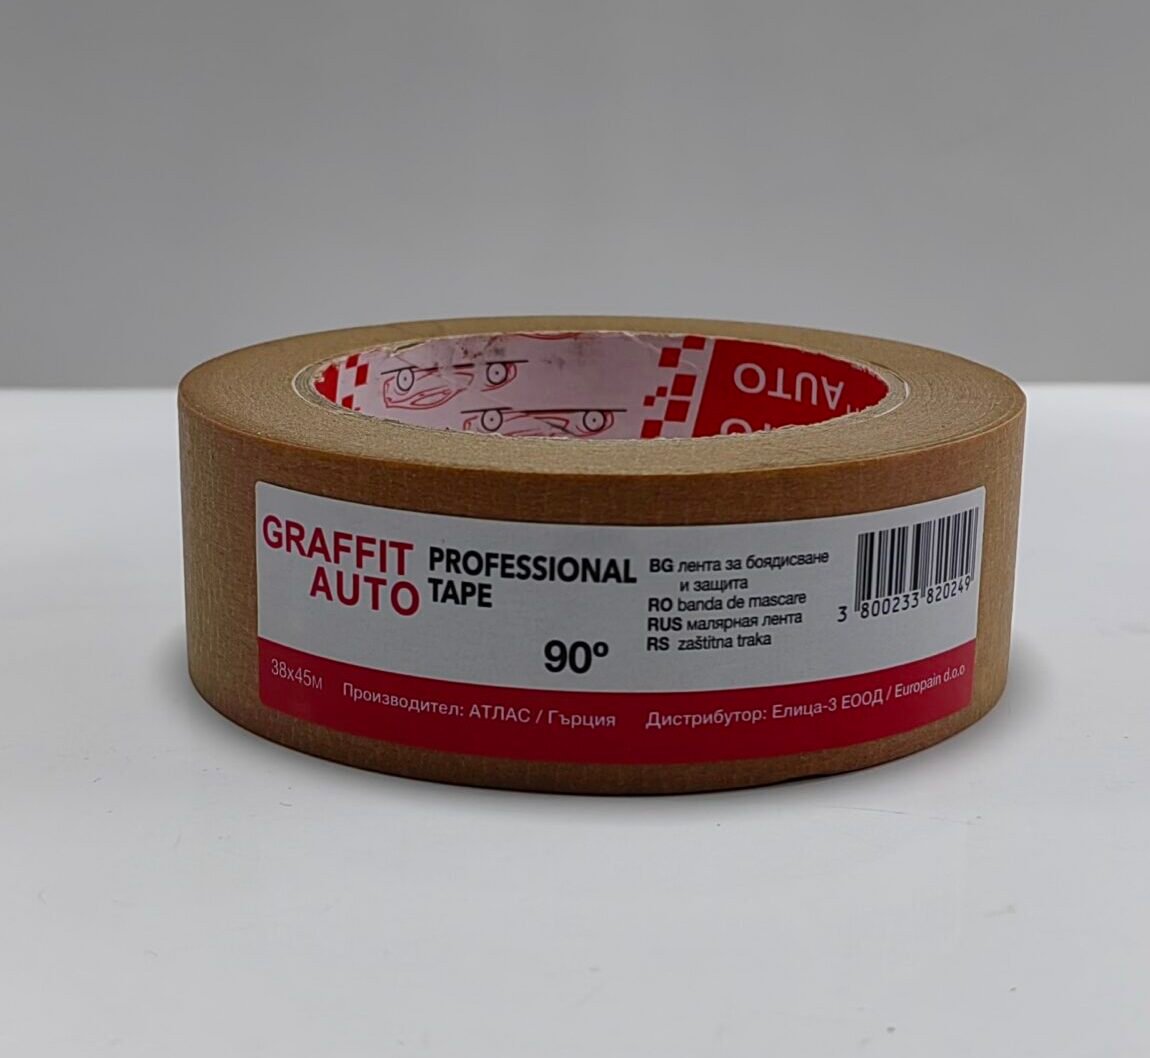 AUTO
GRAFFIT
AUTO
PROFESSIONAL
TAPE
90º
BG лента за боядисване
и защита
RO banda de mascare
RUS малярная лента
RS zaštitna traka
3 800233 820249
38x45м
Производител: АТЛАС / Гърция
Дистрибутор: Елица-3 ЕООД / Europain d.o.o